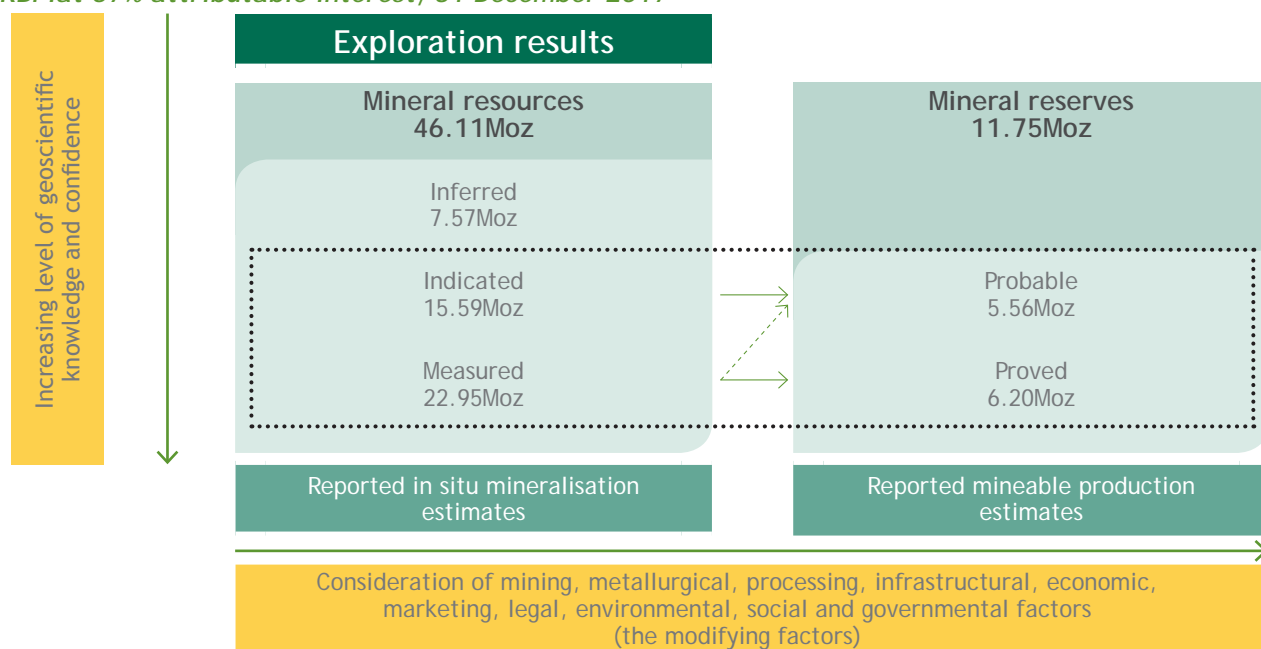 Exploration results
Mineral resources
46.11Moz
Mineral reserves
11.75Moz
Inferred
7.57Moz
Indicated
15.59Moz
Probable
5.56Moz
Measured
22.95Moz
Proved
6.20Moz
Reported in situ mineralisation
estimates
Reported mineable production
estimates
Increasing level of geoscientific
knowledge and confidence
Consideration of mining, metallurgical, processing, infrastructural, economic,
marketing, legal, environmental, social and governmental factors
(the modifying factors)